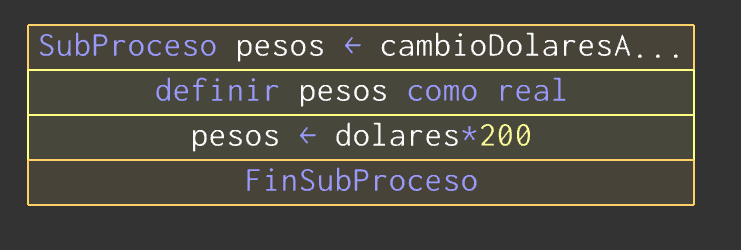 SubProceso pesos ← cambioDolaresA...
definir pesos como real
pesos ← dolares*200
FinSubProceso